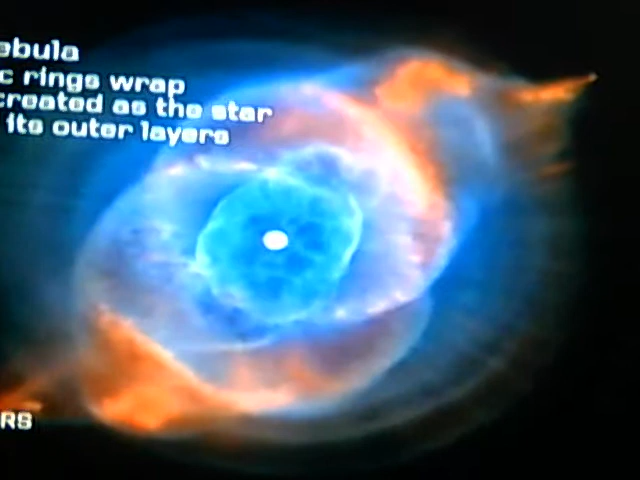 ebula
c rings wrap
created as the star
its outer layers
RS